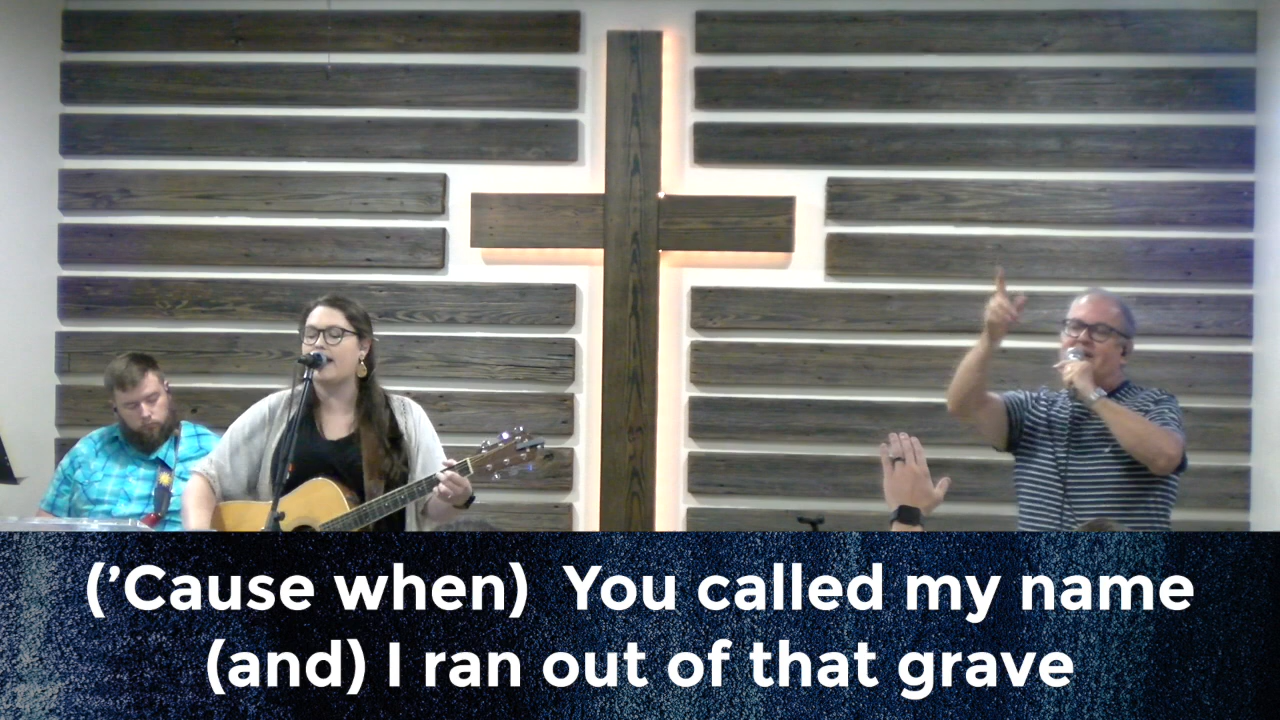 (’Cause when) You called my name
(and) I ran out of that grave